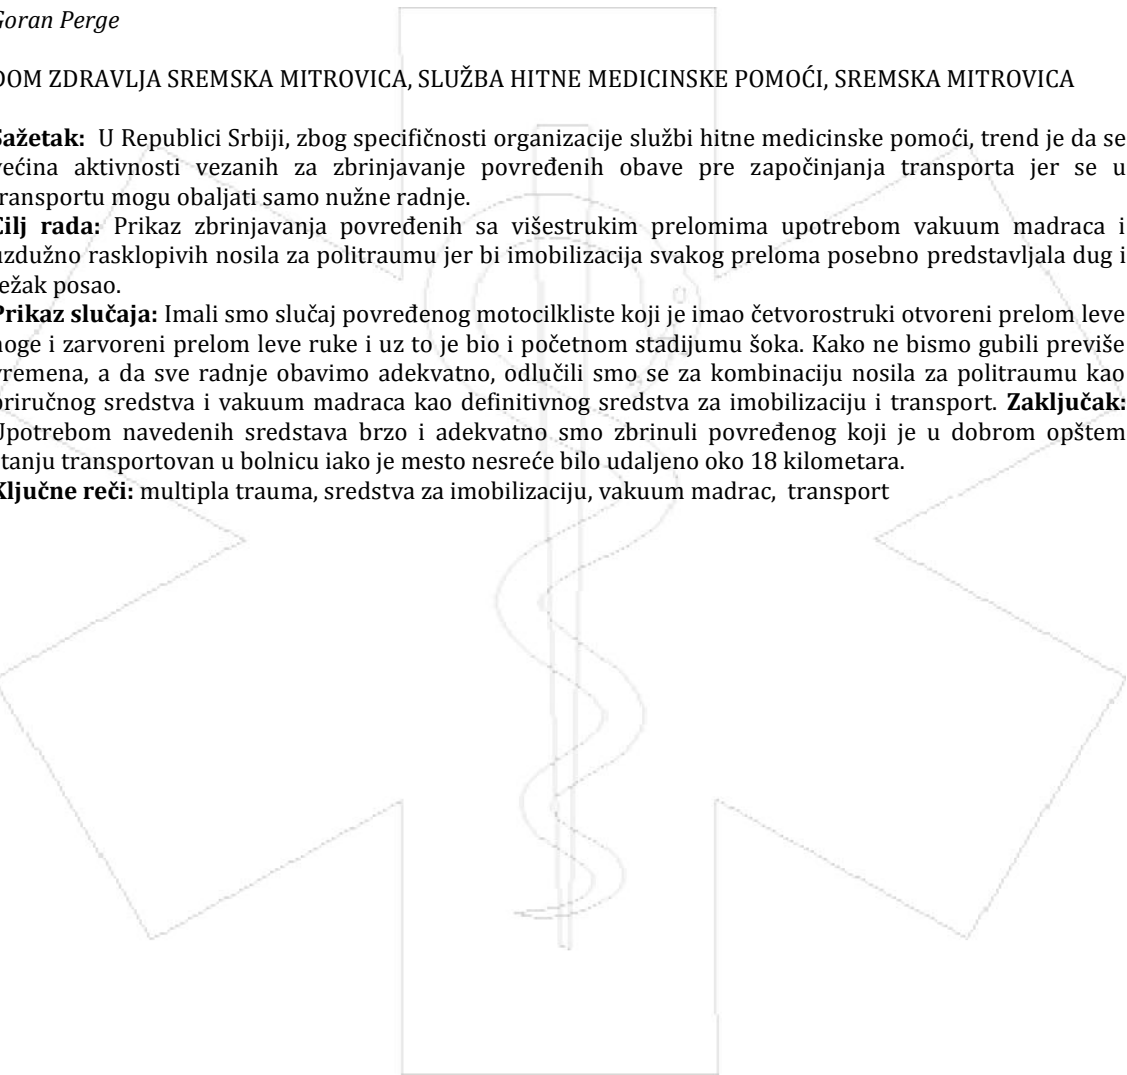 Goran Perge
DOM ZDRAVLJA SREMSKA MITROVICA, SLUŽBA HITNE MEDICINSKE POMOĆI, SREMSKA MITROVICA
Sažetak: U Republici Srbiji, zbog specifičnosti organizacije službi hitne medicinske pomoći, trend je da se
većina aktivnosti vezanih za zbrinjavanje povređenih obave pre započinjanja transporta jer se u
transportu mogu obaljati samo nužne radnje.
Cilj rada: Prikaz zbrinjavanja povređenih sa višestrukim prelomima upotrebom vakuum madraca i
uzdužno rasklopivih nosila za politraumu jer bi imobilizacija svakog preloma posebno predstavljala dug i
težak posao.
Prikaz slučaja: Imali smo slučaj povređenog motocilkliste koji je imao četvorostruki otvoreni prelom leve
noge i zarvoreni prelom leve ruke i uz to je bio i početnom stadijumu šoka. Kako ne bismo gubili previše
vremena, a da sve radnje obavimo adekvatno, odlučili smo se za kombinaciju nosila za politraumu kao
priručnog sredstva i vakuum madraca kao definitivnog sredstva za imobilizaciju i transport. Zaključak:
Upotrebom navedenih sredstava brzo i adekvatno smo zbrinuli povređenog koji je u dobrom opštem
stanju transportovan u bolnicu iako je mesto nesreće bilo udaljeno oko 18 kilometara.
Ključne reči: multipla trauma, sredstva za imobilizaciju, vakuum madrac, transport